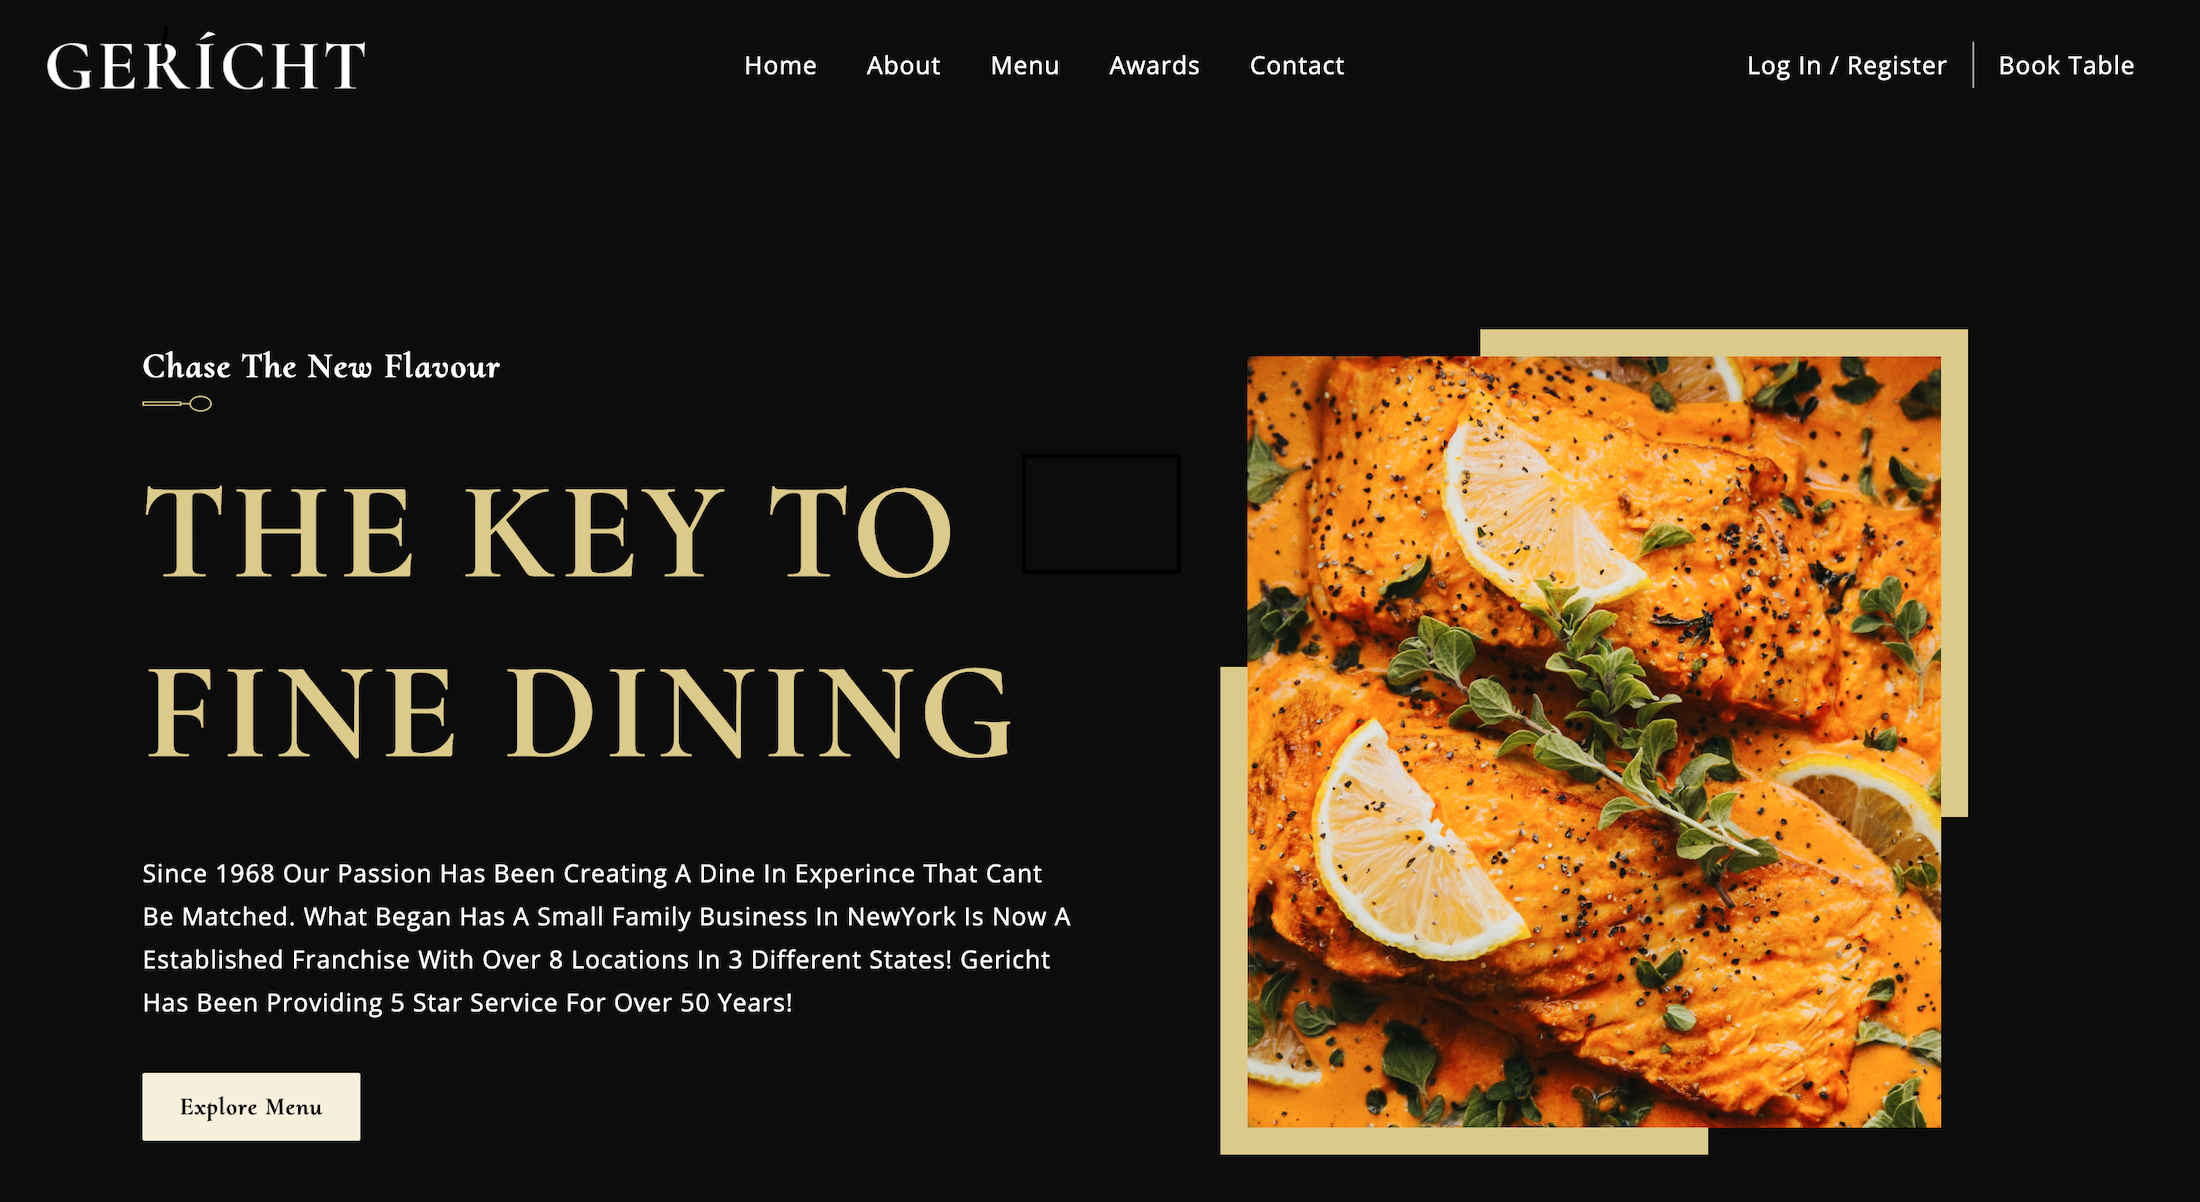 GERÍCHT
Home About Menu Awards Contact
Log In / Register
Book Table
Chase The New Flavour
THE KEY TO
FINE DINING
Since 1968 Our Passion Has Been Creating A Dine In Experince That Cant
Be Matched. What Began Has A Small Family Business In NewYork Is Now A
Established Franchise With Over 8 Locations In 3 Different States! Gericht
Has Been Providing 5 Star Service For Over 50 Years!
Explore Menu